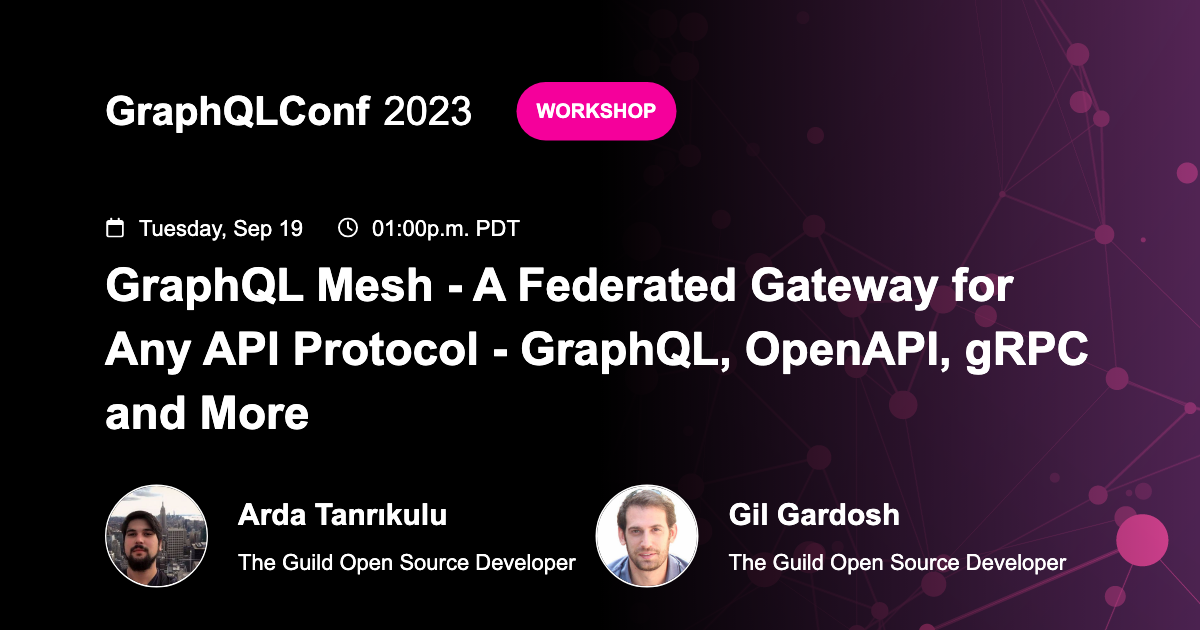 GraphQLConf 2023
WORKSHOP
Tuesday, Sep 19 01:00p.m. PDT
GraphQL Mesh - A Federated Gateway for
Any API Protocol - GraphQL, OpenAPI, gRPC
and More
Arda Tanrıkulu
The Guild Open Source Developer
Gil Gardosh
The Guild Open Source Developer